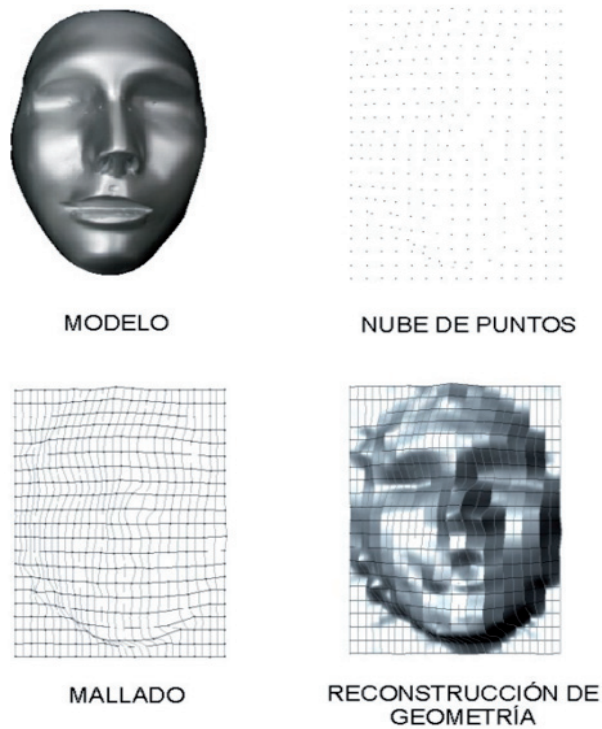 MODELO
NUBE DE PUNTOS
MALLADO
RECONSTRUCCIÓN DE
GEOMETRÍA